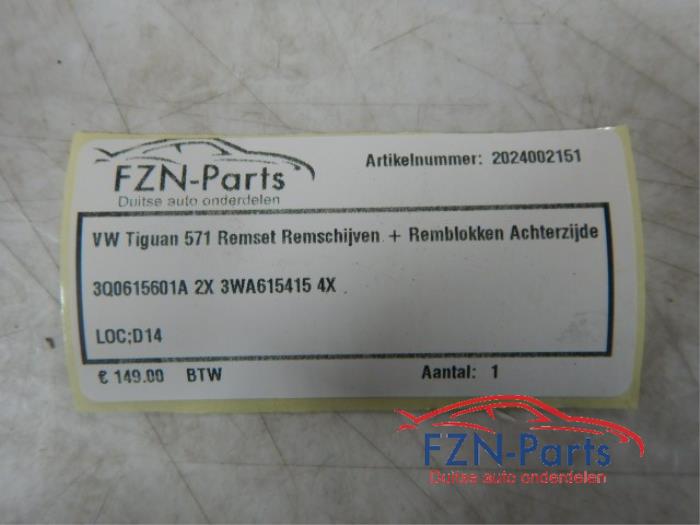 FZN-Parts
Duitse auto onderdelen
Artikelnummer: 2024002151
VW Tiguan 571 Remset Remschijven + Remblokken Achterzijde
3Q0615601A 2X 3WA615415 4X
LOC;D14
€ 149.00 BTW Aantal: 1
FZN-Parts
Duitse auto onderdelen